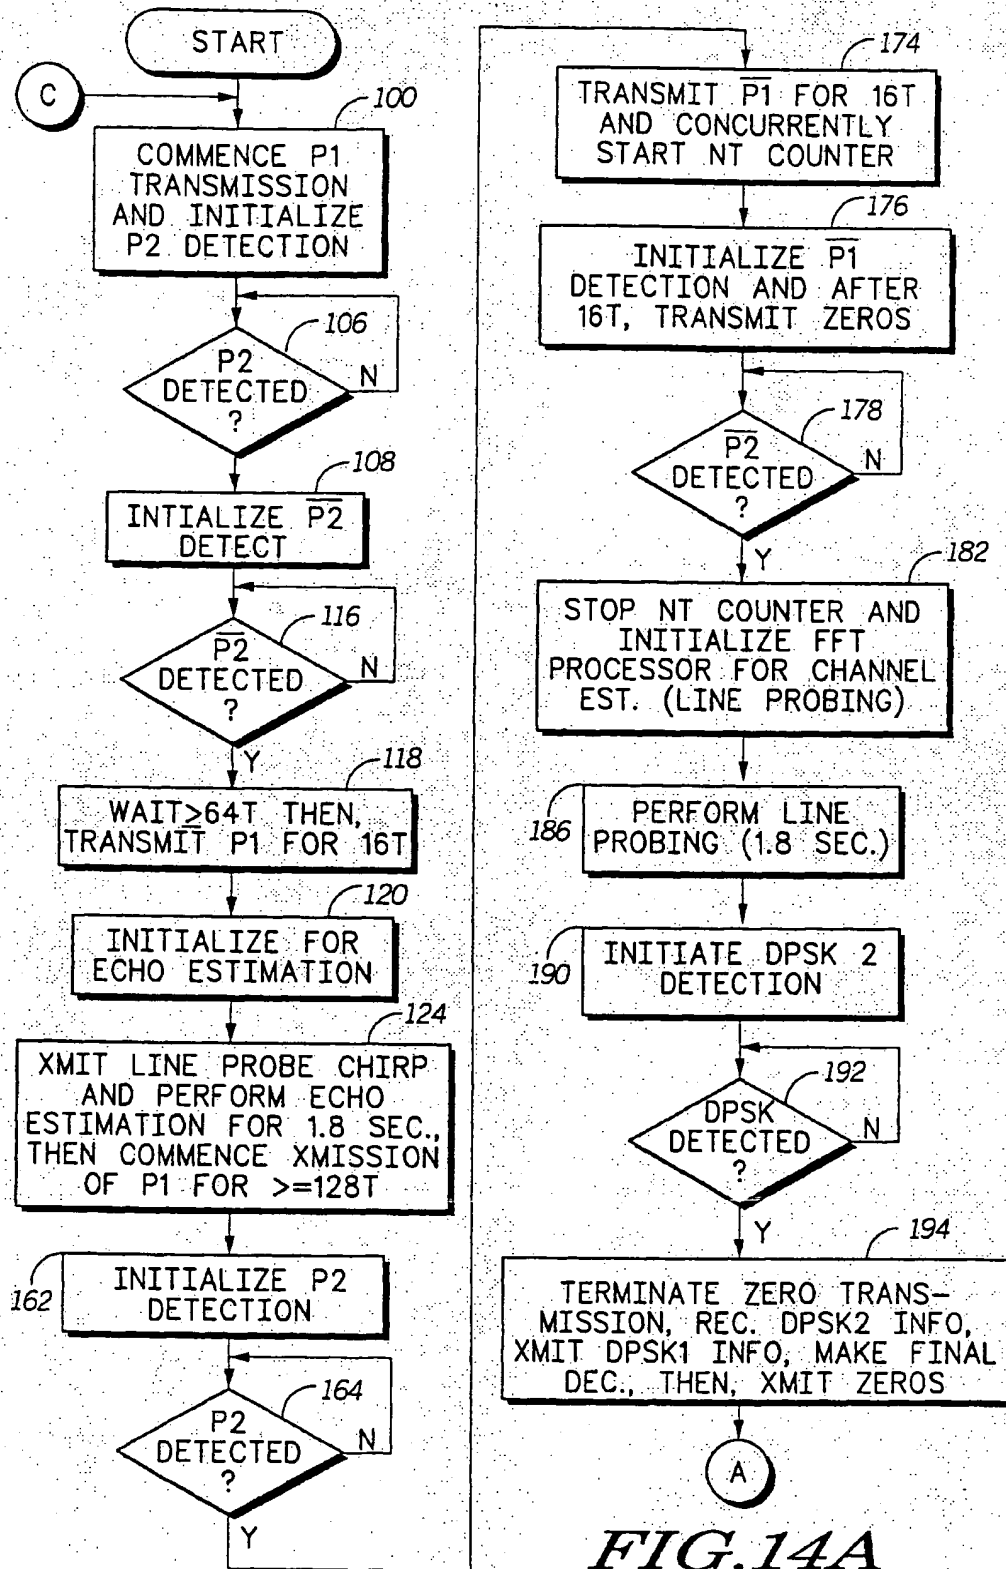 START
C
100
COMMENCE P1
TRANSMISSION
AND INITIALIZE
P2 DETECTION
106
P2
DETECTED
?
N
108
INTIALIZE P̅2̅
DETECT
116
P̅2̅
DETECTED
?
N
Y
118
WAIT≥64T THEN,
TRANSMIT P̅1̅ FOR 16T
120
INITIALIZE FOR
ECHO ESTIMATION
124
XMIT LINE PROBE CHIRP
AND PERFORM ECHO
ESTIMATION FOR 1.8 SEC.,
THEN COMMENCE XMISSION
OF P1 FOR >=128T
162
INITIALIZE P2
DETECTION
164
P2
DETECTED
?
N
Y
174
TRANSMIT P̅1̅ FOR 16T
AND CONCURRENTLY
START NT COUNTER
176
INITIALIZE P̅1̅
DETECTION AND AFTER
16T, TRANSMIT ZEROS
178
P̅2̅
DETECTED
?
N
Y
182
STOP NT COUNTER AND
INITIALIZE FFT
PROCESSOR FOR CHANNEL
EST. (LINE PROBING)
186
PERFORM LINE
PROBING (1.8 SEC.)
190
INITIATE DPSK 2
DETECTION
192
DPSK
DETECTED
?
N
Y
194
TERMINATE ZERO TRANS-
MISSION, REC. DPSK2 INFO,
XMIT DPSK1 INFO, MAKE FINAL
DEC., THEN, XMIT ZEROS
A
FIG.14A